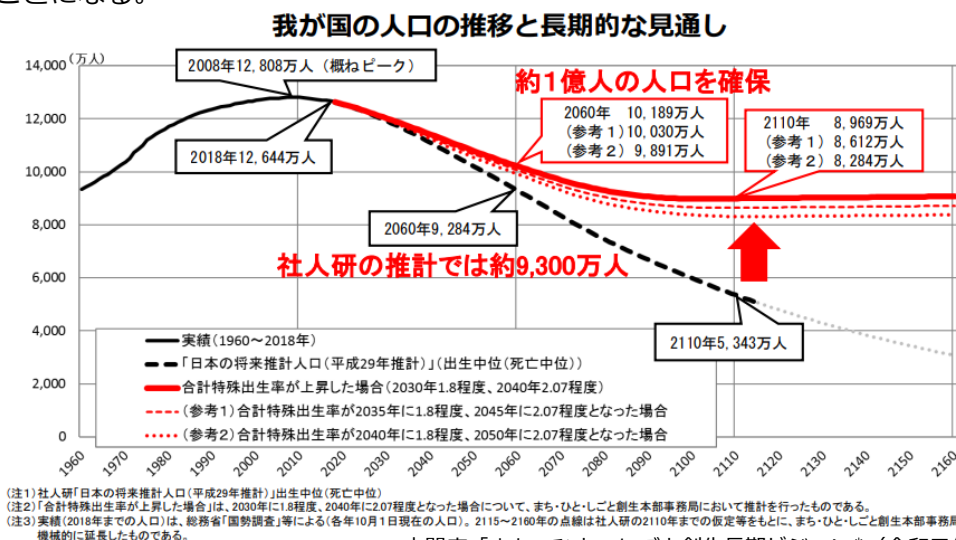 ことになる。
我が国の人口の推移と長期的な見通し
(万人)
14,000
12,000
10,000
8,000
6,000
4,000
2,000
0
2008年12,808万人（概ねピーク）
2018年12,644万人
約１億人の人口を確保
2060年　10,189万人
（参考１）10,030万人
（参考２） 9,891万人
2110年　8,969万人
（参考１） 8,612万人
（参考２） 8,284万人
2060年9,284万人
社人研の推計では約9,300万人
2110年5,343万人
実績（1960～2018年）
「日本の将来推計人口（平成29年推計）」（出生中位（死亡中位））
合計特殊出生率が上昇した場合（2030年1.8程度、2040年2.07程度）
（参考１）合計特殊出生率が2035年に1.8程度、2045年に2.07程度となった場合
（参考２）合計特殊出生率が2040年に1.8程度、2050年に2.07程度となった場合
1960 1970 1980 1990 2000 2010 2020 2030 2040 2050 2060 2070 2080 2090 2100 2110 2120 2130 2140 2150 2160
（注１）社人研「日本の将来推計人口（平成29年推計）」出生中位（死亡中位）
（注２）「合計特殊出生率が上昇した場合」は、2030年に1.8程度、2040年に2.07程度となった場合について、まち・ひと・しごと創生本部事務局において推計を行ったものである。
（注３）実績（2018年までの人口）は、総務省「国勢調査」等による（各年10月１日現在の人口）。2115～2160年の点線は社人研の2110年までの仮定等をもとに、まち・ひと・しごと創生本部事務局
機械的に延長したものである。